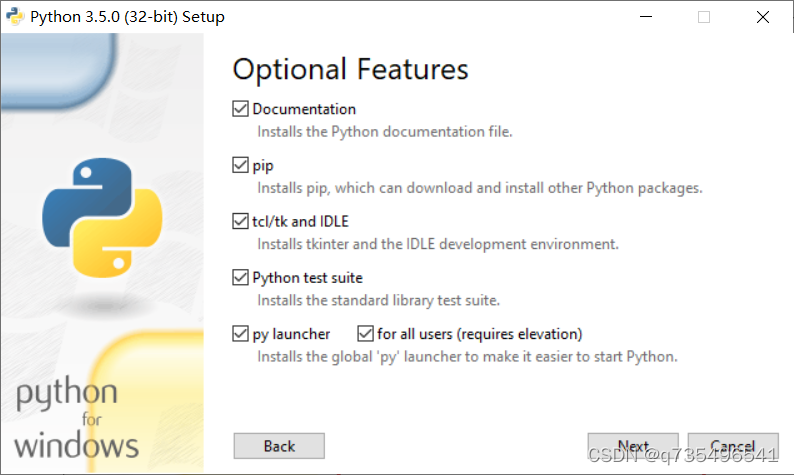 Python 3.5.0 (32-bit) Setup
Optional Features
Documentation
Installs the Python documentation file.
pip
Installs pip, which can download and install other Python packages.
tcl/tk and IDLE
Installs tkinter and the IDLE development environment.
Python test suite
Installs the standard library test suite.
py launcher for all users (requires elevation)
Installs the global 'py' launcher to make it easier to start Python.
python
for
windows
Back Next Cancel
CSDN @q735496541